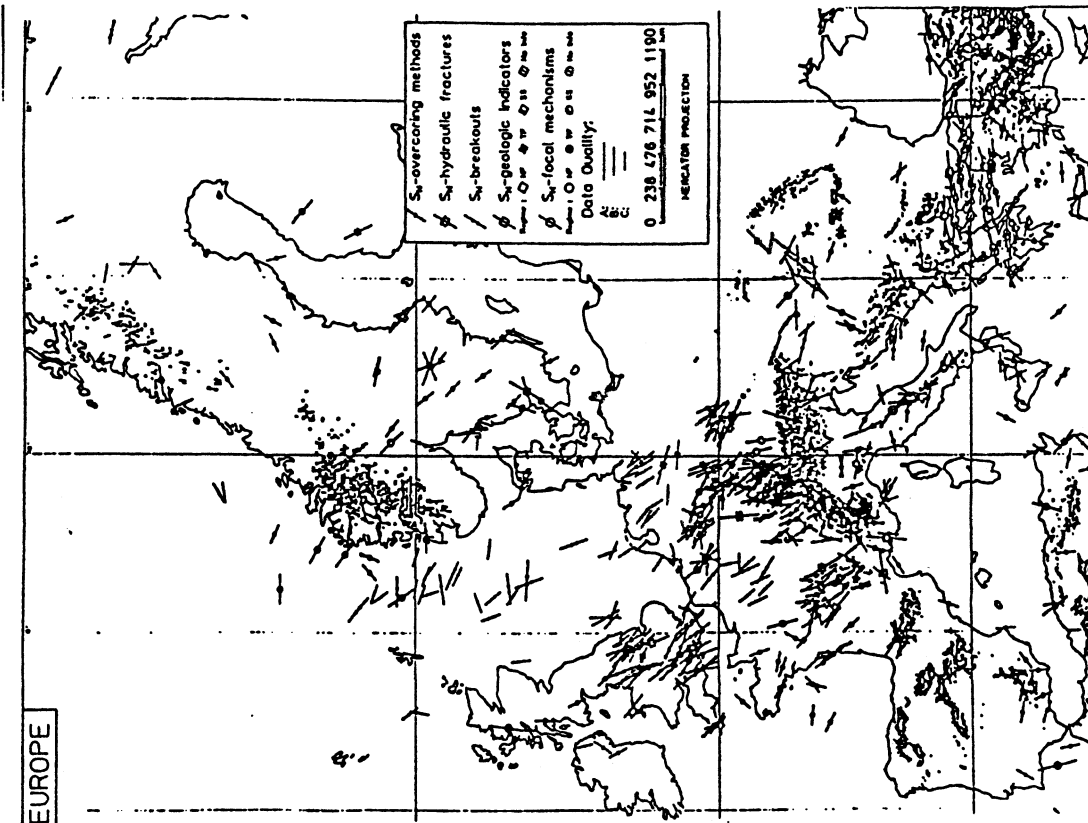 EUROPE
S_H-overcoring methods
S_H-hydraulic fractures
S_H-breakouts
S_H-geologic indicators
S_H-focal mechanisms
Data Quality:
A:
B:
C:
0 238 476 714 952 1190
km
MERCATOR PROJECTION